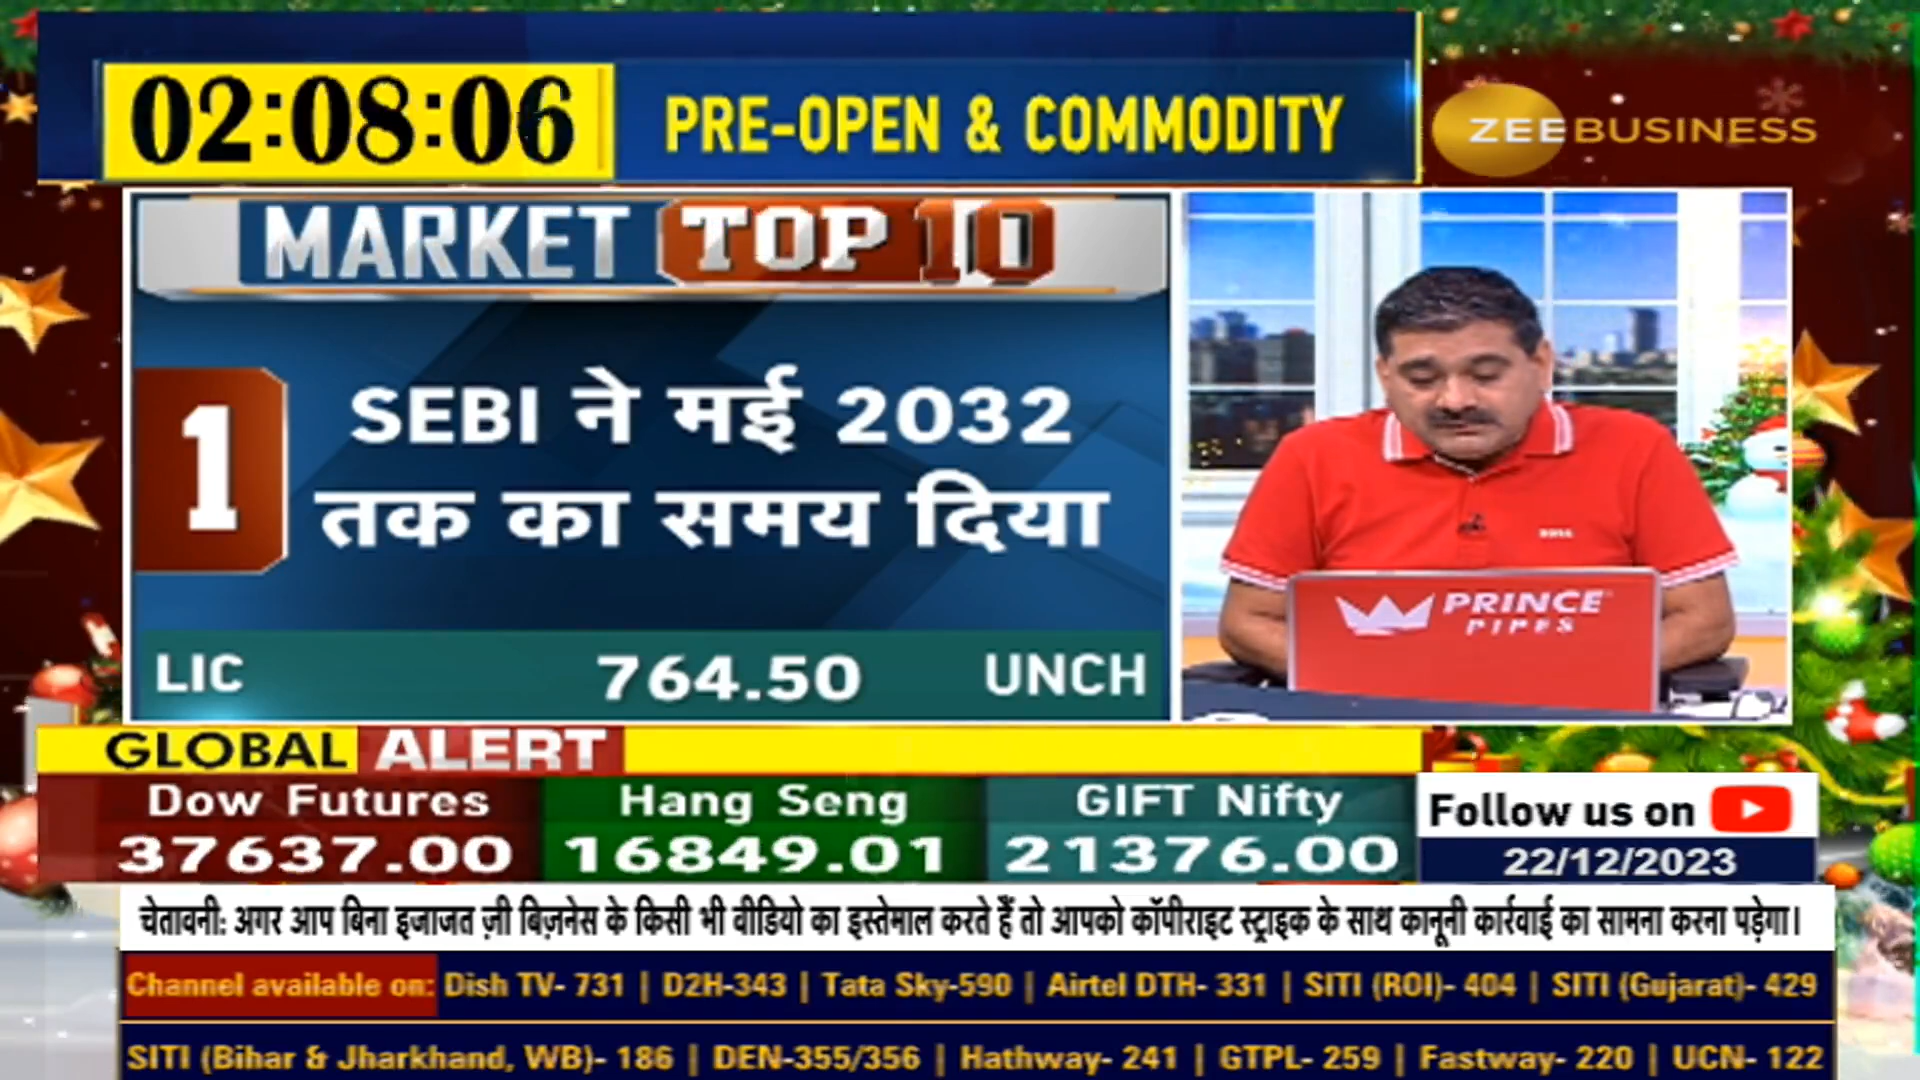 02:08:06
PRE-OPEN & COMMODITY
ZEEBUSINESS
MARKET TOP 10
1
SEBI ने मई 2032
तक का समय दिया
LIC 764.50 UNCH
BOSS
PRINCE
PIPES
GLOBAL ALERT
Dow Futures Hang Seng GIFT Nifty
37637.00 16849.01 21376.00
Follow us on
22/12/2023
चेतावनी: अगर आप बिना इजाजत ज़ी बिज़नेस के किसी भी वीडियो का इस्तेमाल करते हैं तो आपको कॉपीराइट स्ट्राइक के साथ कानूनी कार्रवाई का सामना करना पड़ेगा।
Channel available on: Dish TV- 731 | D2H-343 | Tata Sky-590 | Airtel DTH- 331 | SITI (ROI)- 404 | SITI (Gujarat)- 429
SITI (Bihar & Jharkhand, WB)- 186 | DEN-355/356 | Hathway- 241 | GTPL- 259 | Fastway- 220 | UCN- 122